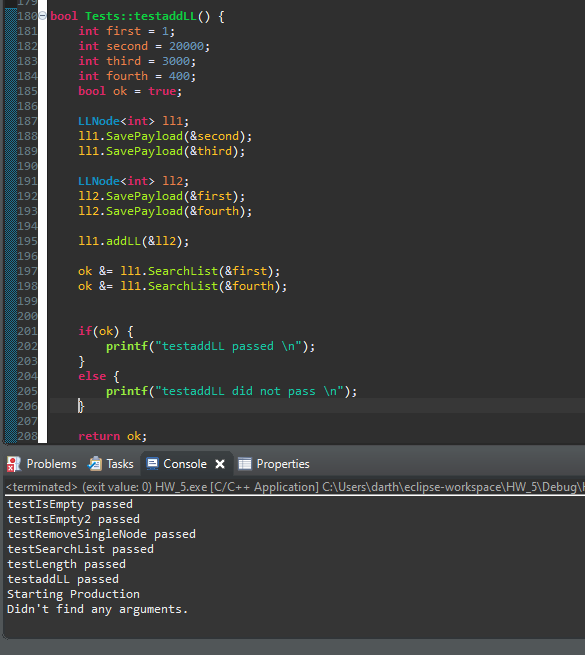 179
180 bool Tests::testaddLL() {
181     int first = 1;
182     int second = 20000;
183     int third = 3000;
184     int fourth = 400;
185     bool ok = true;
186
187     LLNode<int> ll1;
188     ll1.SavePayload(&second);
189     ll1.SavePayload(&third);
190
191     LLNode<int> ll2;
192     ll2.SavePayload(&first);
193     ll2.SavePayload(&fourth);
194
195     ll1.addLL(&ll2);
196
197     ok &= ll1.SearchList(&first);
198     ok &= ll1.SearchList(&fourth);
199
200
201     if(ok) {
202         printf("testaddLL passed \n");
203     }
204     else {
205         printf("testaddLL did not pass \n");
206     }
207
208     return ok;
Problems Tasks Console Properties
<terminated> (exit value: 0) HW_5.exe [C/C++ Application] C:\Users\darth\eclipse-workspace\HW_5\Debug\
testIsEmpty passed
testIsEmpty2 passed
testRemoveSingleNode passed
testSearchList passed
testLength passed
testaddLL passed
Starting Production
Didn't find any arguments.